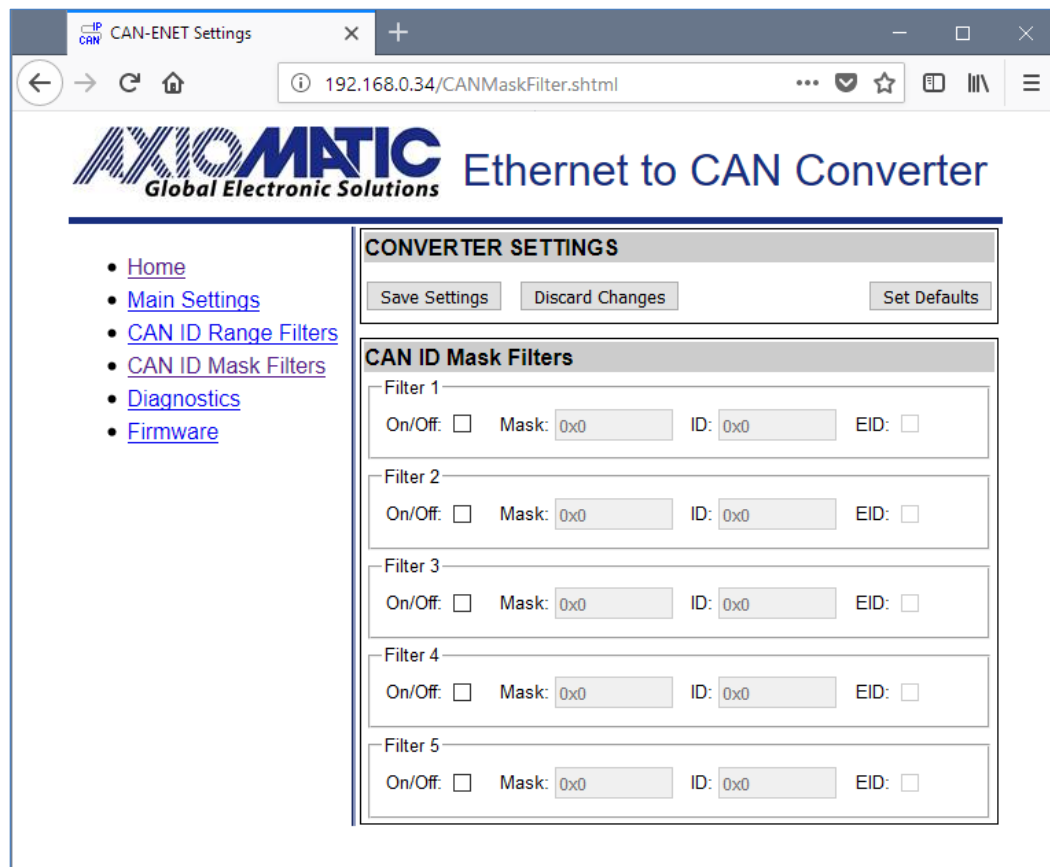 IP
CAN
CAN-ENET Settings
192.168.0.34/CANMaskFilter.shtml
AXIOMATIC
Global Electronic Solutions
Ethernet to CAN Converter
Home
Main Settings
CAN ID Range Filters
CAN ID Mask Filters
Diagnostics
Firmware
CONVERTER SETTINGS
Save Settings Discard Changes Set Defaults
CAN ID Mask Filters
Filter 1
On/Off: Mask: 0x0 ID: 0x0 EID:
Filter 2
On/Off: Mask: 0x0 ID: 0x0 EID:
Filter 3
On/Off: Mask: 0x0 ID: 0x0 EID:
Filter 4
On/Off: Mask: 0x0 ID: 0x0 EID:
Filter 5
On/Off: Mask: 0x0 ID: 0x0 EID: